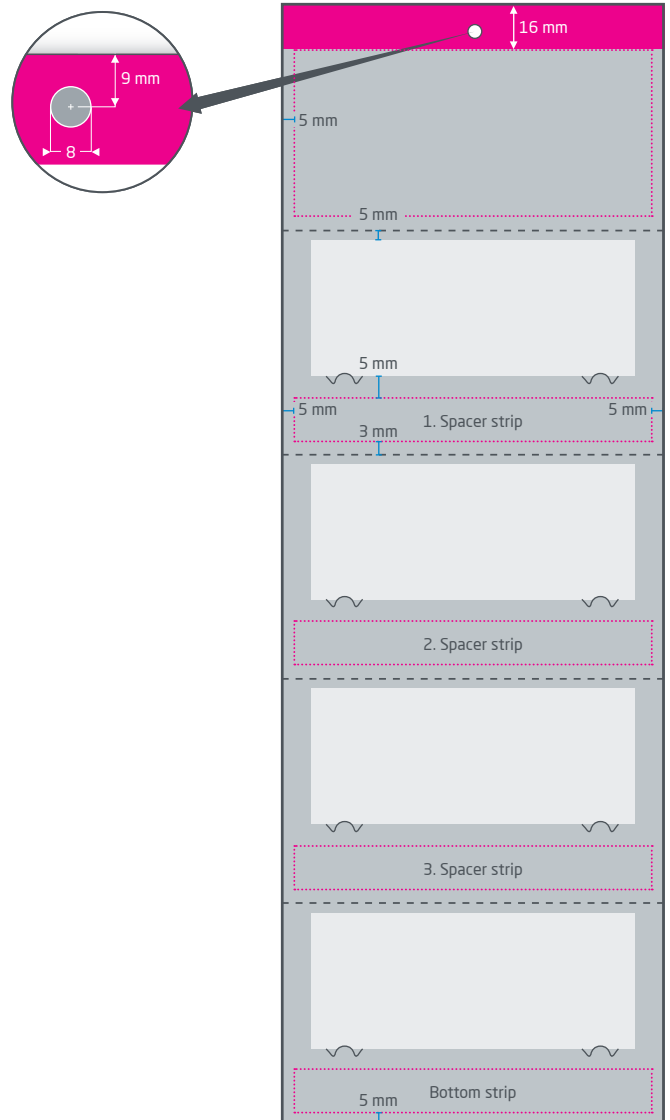 16 mm
9 mm
8
5 mm
5 mm
5 mm
5 mm
5 mm
1. Spacer strip
3 mm
2. Spacer strip
3. Spacer strip
Bottom strip
5 mm